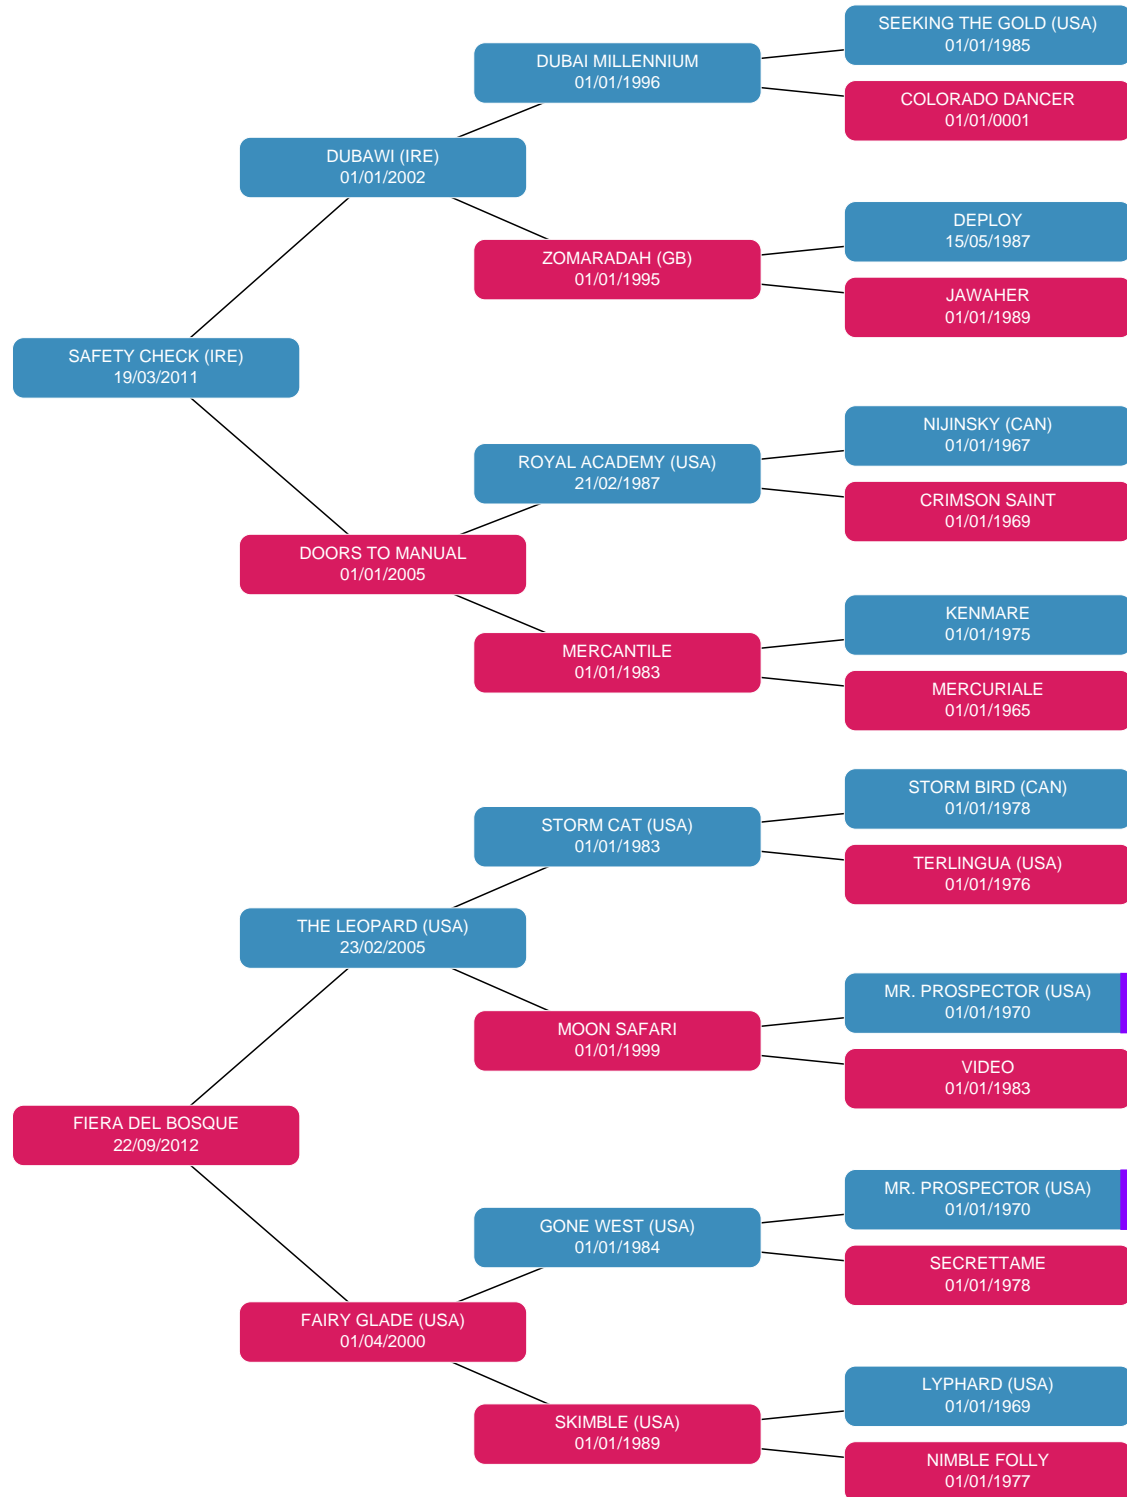 SEEKING THE GOLD (USA)
01/01/1985
DUBAI MILLENNIUM
01/01/1996
COLORADO DANCER
01/01/0001
DUBAWI (IRE)
01/01/2002
DEPLOY
15/05/1987
ZOMARADAH (GB)
01/01/1995
JAWAHER
01/01/1989
SAFETY CHECK (IRE)
19/03/2011
NIJINSKY (CAN)
01/01/1967
ROYAL ACADEMY (USA)
21/02/1987
CRIMSON SAINT
01/01/1969
DOORS TO MANUAL
01/01/2005
KENMARE
01/01/1975
MERCANTILE
01/01/1983
MERCURIALE
01/01/1965
STORM BIRD (CAN)
01/01/1978
STORM CAT (USA)
01/01/1983
TERLINGUA (USA)
01/01/1976
THE LEOPARD (USA)
23/02/2005
MR. PROSPECTOR (USA)
01/01/1970
MOON SAFARI
01/01/1999
VIDEO
01/01/1983
FIERA DEL BOSQUE
22/09/2012
MR. PROSPECTOR (USA)
01/01/1970
GONE WEST (USA)
01/01/1984
SECRETTAME
01/01/1978
FAIRY GLADE (USA)
01/04/2000
LYPHARD (USA)
01/01/1969
SKIMBLE (USA)
01/01/1989
NIMBLE FOLLY
01/01/1977